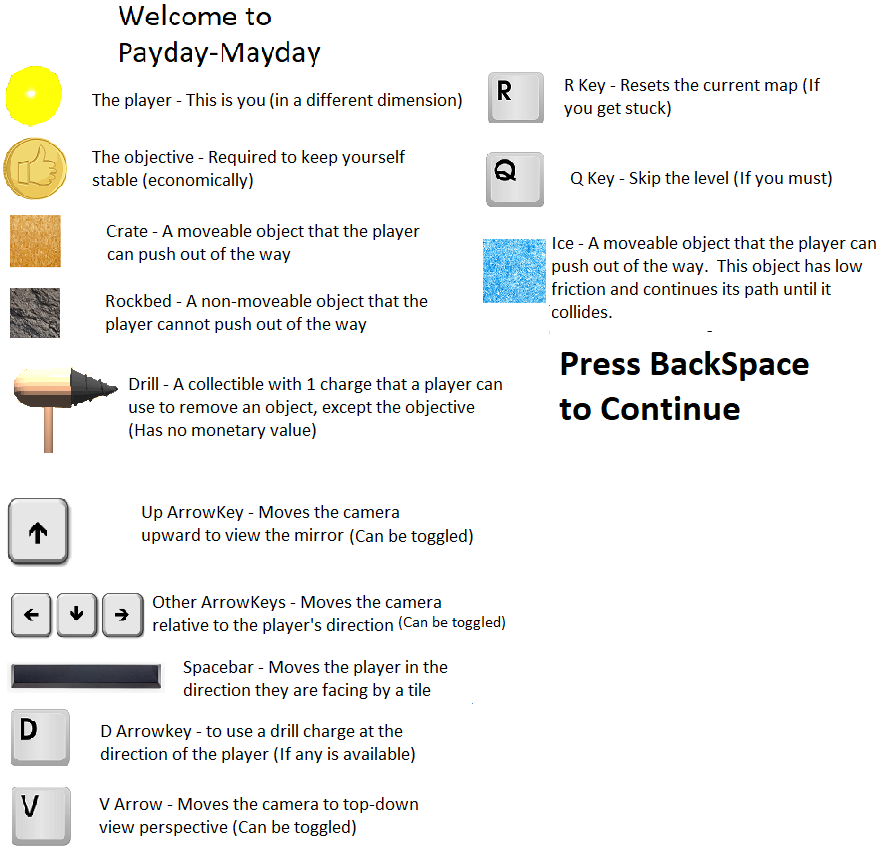 Welcome to
Payday-Mayday
The player - This is you (in a different dimension)
The objective - Required to keep yourself
stable (economically)
Crate - A moveable object that the player
can push out of the way
Rockbed - A non-moveable object that the
player cannot push out of the way
Drill - A collectible with 1 charge that a player can
use to remove an object, except the objective
(Has no monetary value)
Up ArrowKey - Moves the camera
upward to view the mirror (Can be toggled)
Other ArrowKeys - Moves the camera
relative to the player's direction (Can be toggled)
Spacebar - Moves the player in the
direction they are facing by a tile
D
D Arrowkey - to use a drill charge at the
direction of the player (If any is available)
V
V Arrow - Moves the camera to top-down
view perspective (Can be toggled)
R
R Key - Resets the current map (If
you get stuck)
Q
Q Key - Skip the level (If you must)
Ice - A moveable object that the player can
push out of the way. This object has low
friction and continues its path until it
collides.
Press BackSpace
to Continue